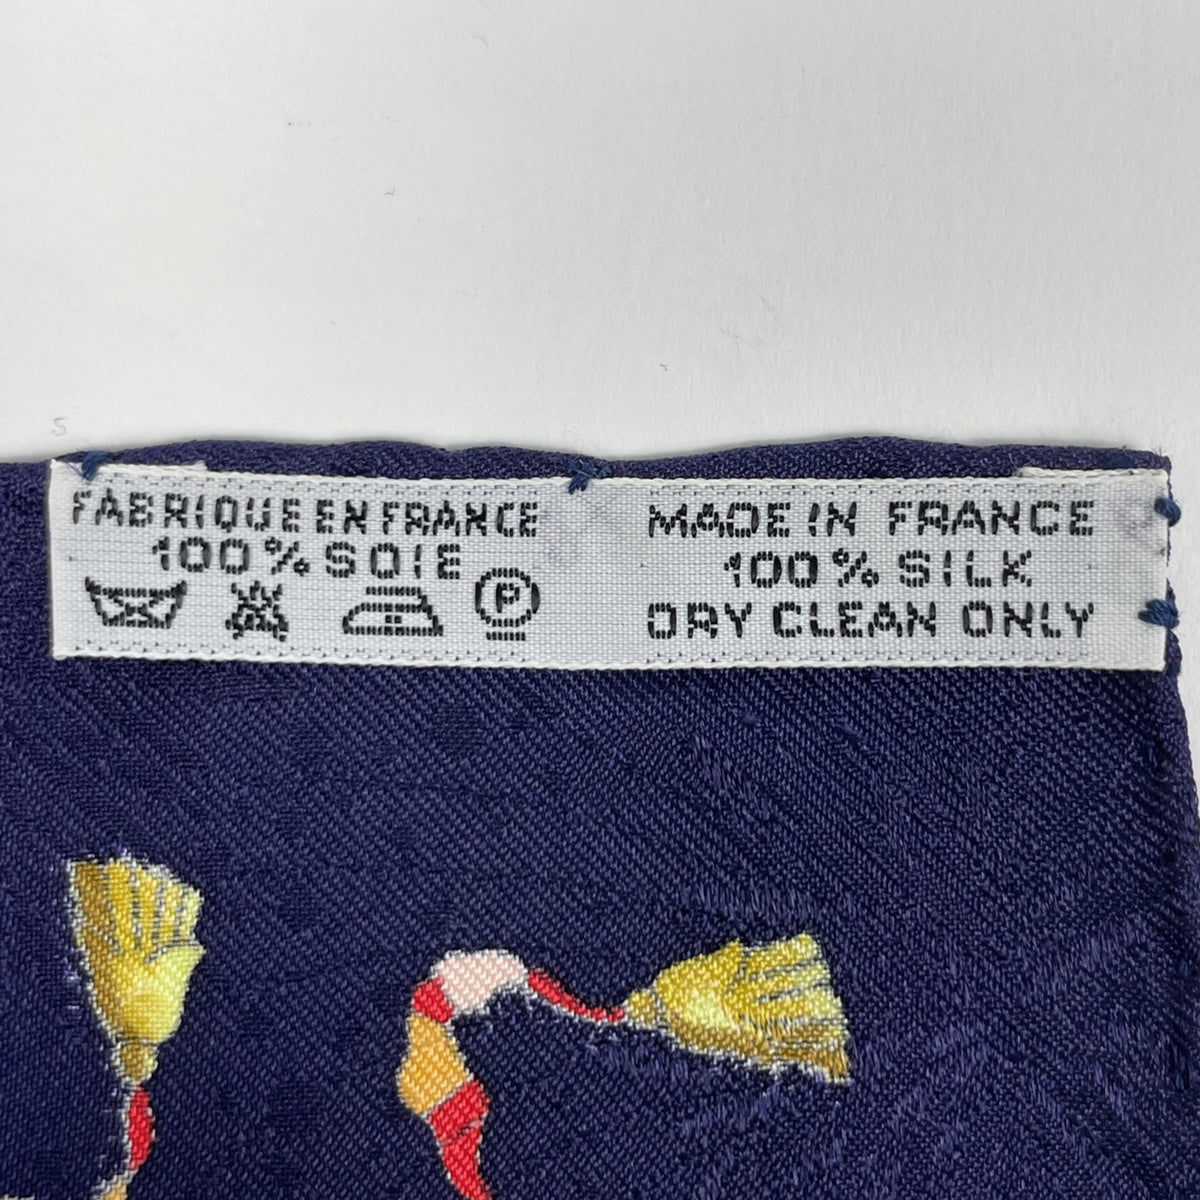 FABRIQUE EN FRANCE
100% SOIE
P
MADE IN FRANCE
100% SILK
DRY CLEAN ONLY